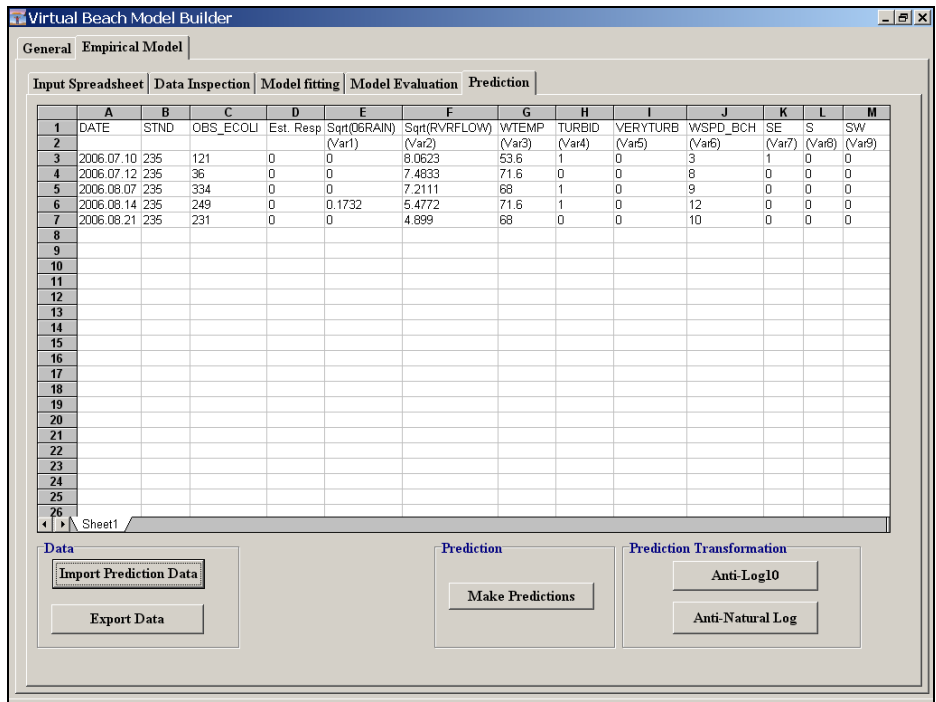 Virtual Beach Model Builder
General Empirical Model
Input Spreadsheet Data Inspection Model fitting Model Evaluation Prediction
A B C D E F G H I J K L M
1 DATE STND OBS_ECOLI Est. Resp Sqrt(06RAIN) Sqrt(RVRFLOW) WTEMP TURBID VERYTURB WSPD_BCH SE S SW
2 (Var1) (Var2) (Var3) (Var4) (Var5) (Var6) (Var7) (Var8) (Var9)
3 2006.07.10 235 121 0 0 8.0623 53.6 1 0 3 1 0 0
4 2006.07.12 235 36 0 0 7.4833 71.6 0 0 8 0 0 0
5 2006.08.07 235 334 0 0 7.2111 68 1 0 9 0 0 0
6 2006.08.14 235 249 0 0.1732 5.4772 71.6 1 0 12 0 0 0
7 2006.08.21 235 231 0 0 4.899 68 0 0 10 0 0 0
8
9
10
11
12
13
14
15
16
17
18
19
20
21
22
23
24
25
26
Sheet1
Data Prediction Prediction Transformation
Import Prediction Data Anti-Log10
Make Predictions
Export Data Anti-Natural Log